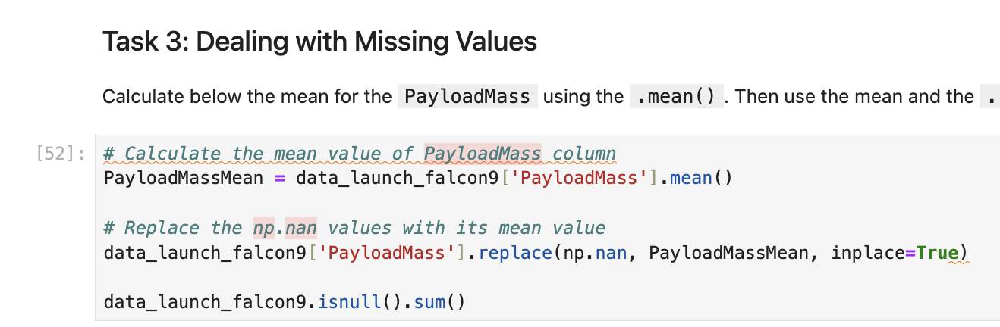 Task 3: Dealing with Missing Values
Calculate below the mean for the PayloadMass using the .mean() . Then use the mean and the .
[52]: # Calculate the mean value of PayloadMass column
PayloadMassMean = data_launch_falcon9['PayloadMass'].mean()
# Replace the np.nan values with its mean value
data_launch_falcon9['PayloadMass'].replace(np.nan, PayloadMassMean, inplace=True)
data_launch_falcon9.isnull().sum()